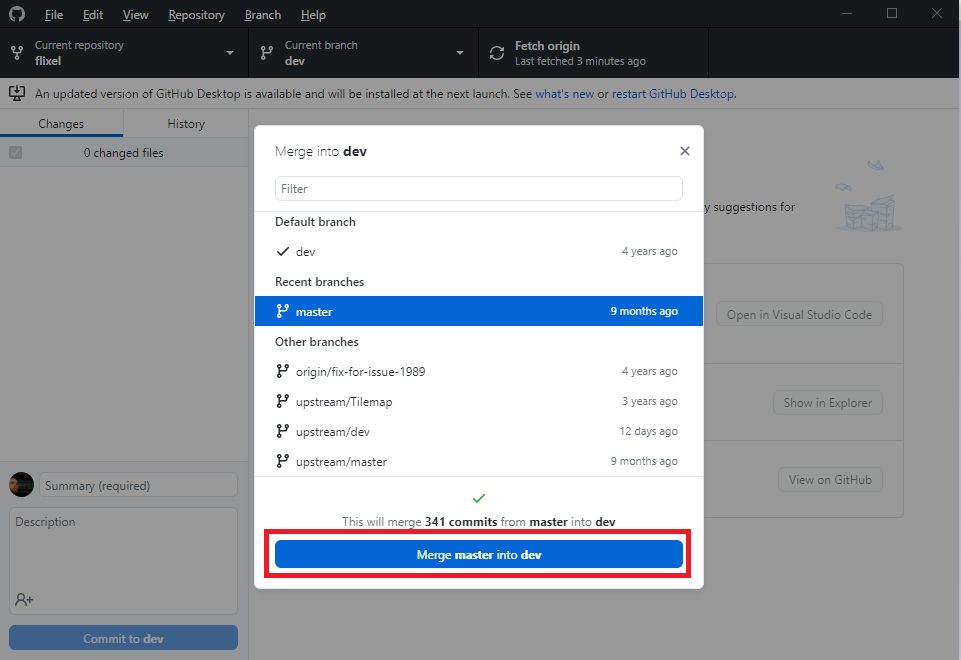 File Edit View Repository Branch Help
Current repository
flixel
Current branch
dev
Fetch origin
Last fetched 3 minutes ago
An updated version of GitHub Desktop is available and will be installed at the next launch. See what's new or restart GitHub Desktop.
Changes
History
0 changed files
Merge into dev
Filter
Default branch
dev 4 years ago
Recent branches
master 9 months ago
Other branches
origin/fix-for-issue-1989 4 years ago
upstream/Tilemap 3 years ago
upstream/dev 12 days ago
upstream/master 9 months ago
This will merge 341 commits from master into dev
Merge master into dev
suggestions for
Open in Visual Studio Code
Show in Explorer
View on GitHub
Summary (required)
Description
Commit to dev